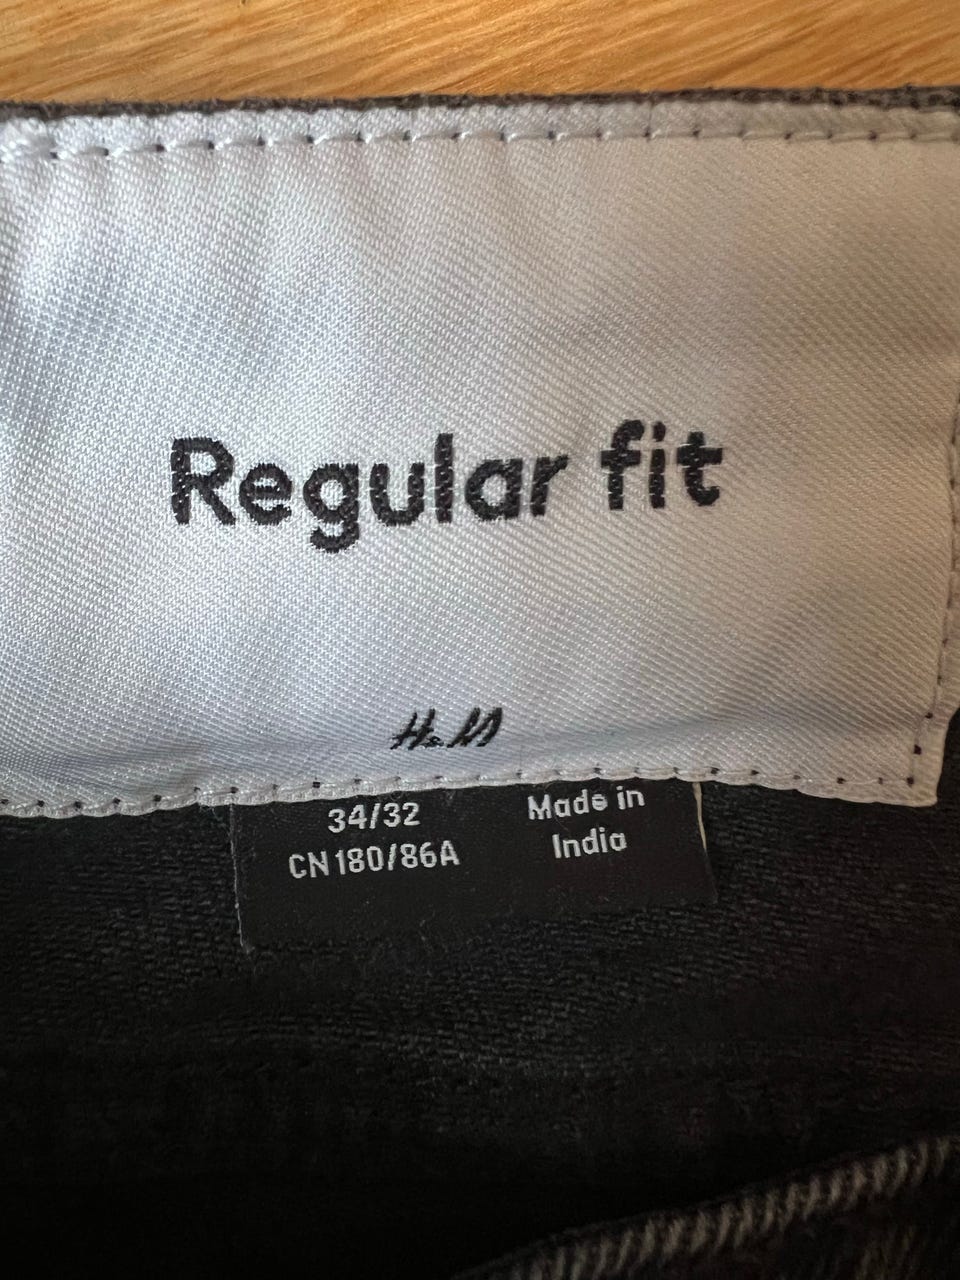 Regular fit
H&M
34/32
CN 180/86A
Made in
India